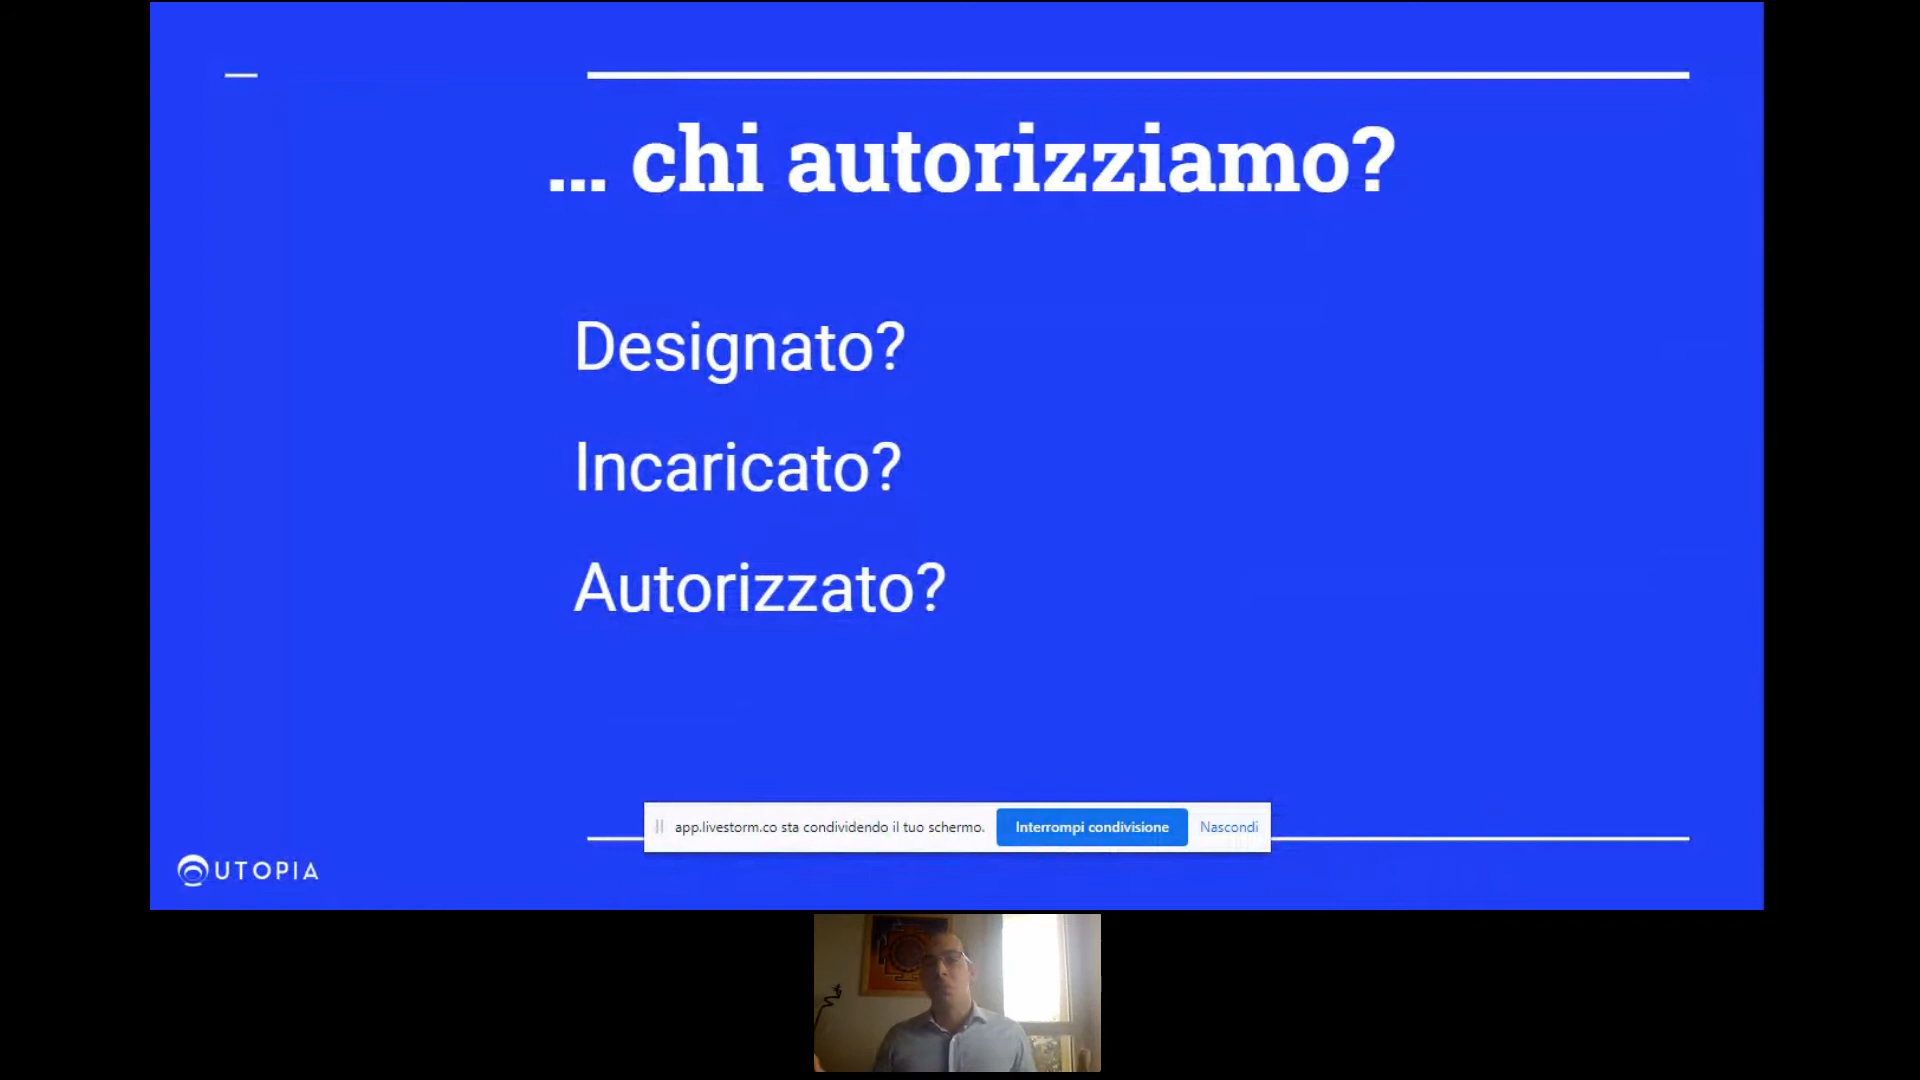 ... chi autorizziamo?
Designato?
Incaricato?
Autorizzato?
app.livestorm.co sta condividendo il tuo schermo. Interrompi condivisione Nascondi
UTOPIA